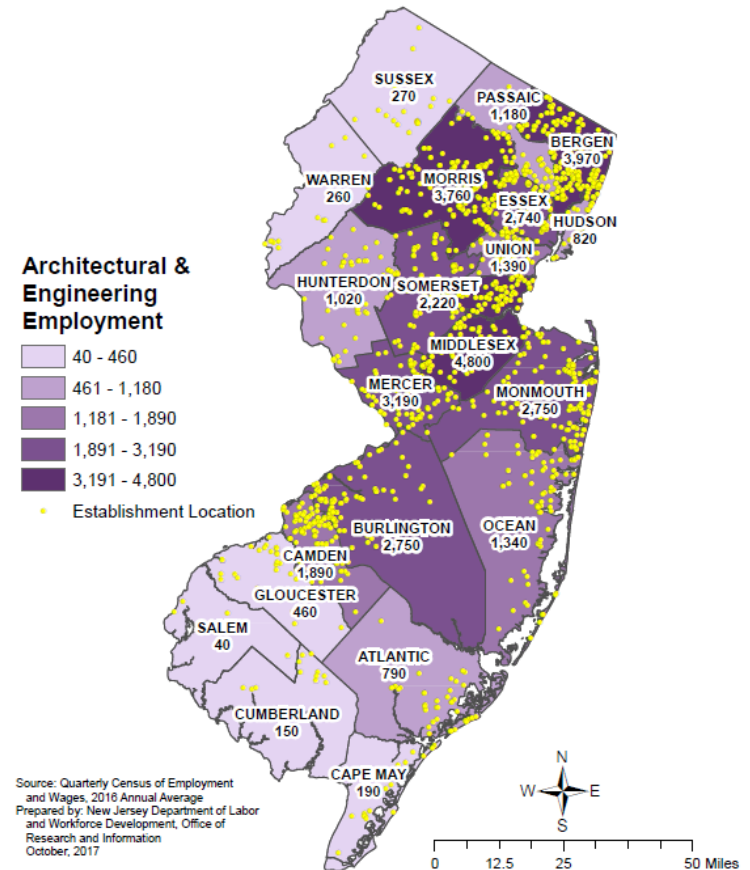 SUSSEX
270
PASSAIC
1,180
BERGEN
3,970
MORRIS
3,760
WARREN
260
ESSEX
2,740
HUDSON
820
UNION
1,390
HUNTERDON
1,020
SOMERSET
2,220
MIDDLESEX
4,800
MERCER
3,190
MONMOUTH
2,750
Architectural &
Engineering
Employment
40 - 460
461 - 1,180
1,181 - 1,890
1,891 - 3,190
3,191 - 4,800
Establishment Location
BURLINGTON
2,750
OCEAN
1,340
CAMDEN
1,890
GLOUCESTER
460
SALEM
40
ATLANTIC
790
CUMBERLAND
150
CAPE MAY
190
Source: Quarterly Census of Employment
and Wages, 2016 Annual Average
Prepared by: New Jersey Department of Labor
and Workforce Development, Office of
Research and Information
October, 2017
N
W E
S
0 12.5 25 50 Miles